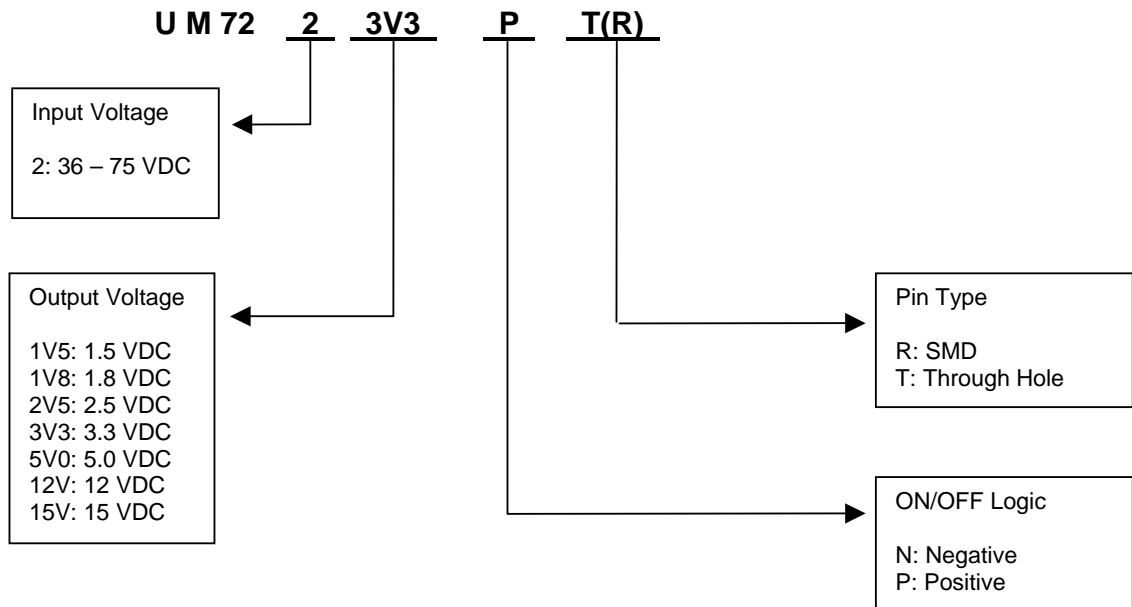 U M 72 2 3V3 P T(R)
Input Voltage
2: 36 – 75 VDC
Output Voltage
1V5: 1.5 VDC
1V8: 1.8 VDC
2V5: 2.5 VDC
3V3: 3.3 VDC
5V0: 5.0 VDC
12V: 12 VDC
15V: 15 VDC
Pin Type
R: SMD
T: Through Hole
ON/OFF Logic
N: Negative
P: Positive